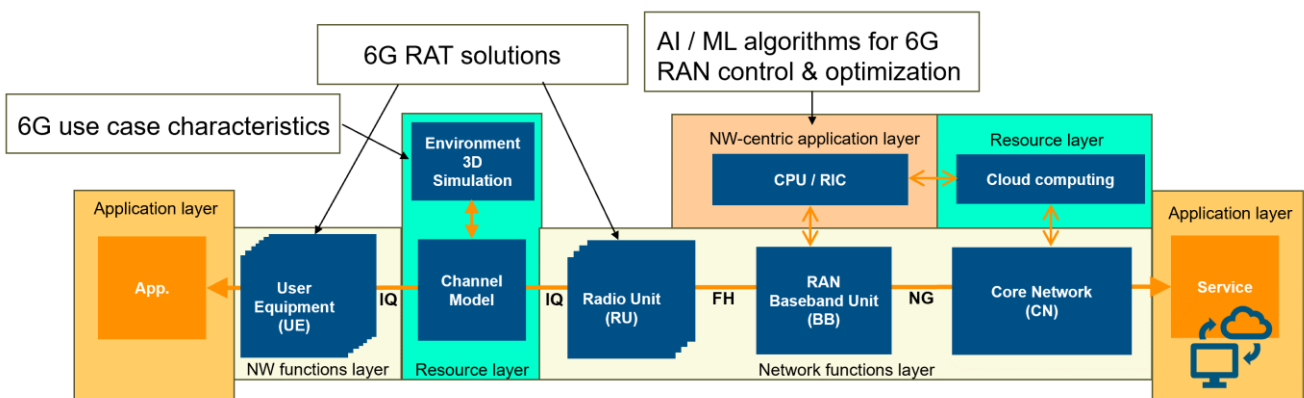 6G RAT solutions
AI / ML algorithms for 6G
RAN control & optimization
6G use case characteristics
Environment
3D
Simulation
NW-centric application layer
CPU / RIC
Resource layer
Cloud computing
Application layer
App.
User
Equipment
(UE)
IQ
Channel
Model
IQ
Radio Unit
(RU)
FH
RAN
Baseband Unit
(BB)
NG
Core Network
(CN)
Application layer
Service
NW functions layer
Resource layer
Network functions layer